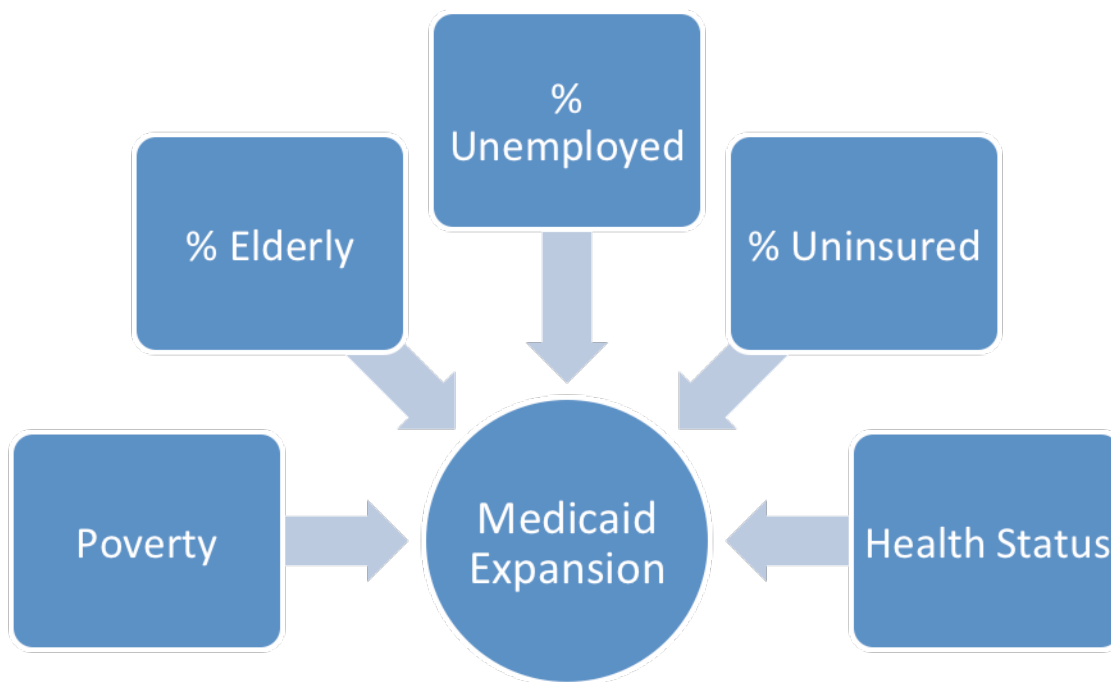 %
Unemployed
% Elderly
% Uninsured
Poverty
Medicaid
Expansion
Health Status